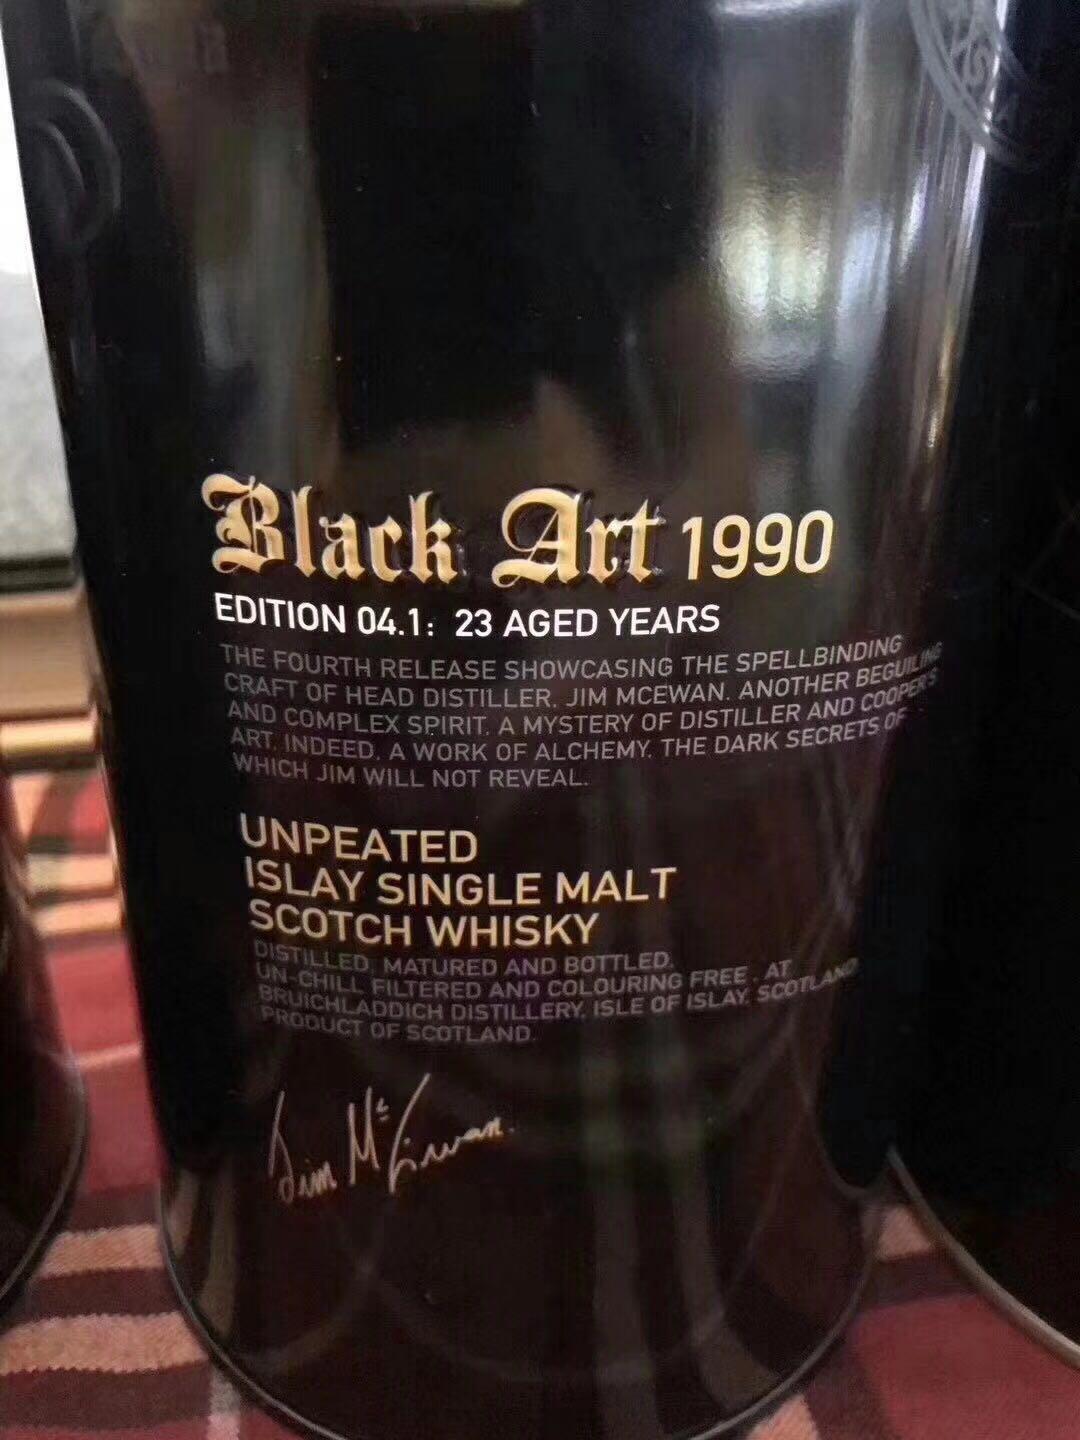 Black Art 1990
EDITION 04.1: 23 AGED YEARS
THE FOURTH RELEASE SHOWCASING THE SPELLBINDING
CRAFT OF HEAD DISTILLER, JIM MCEWAN. ANOTHER BEGUILING
AND COMPLEX SPIRIT. A MYSTERY OF DISTILLER AND COOPER'S
ART. INDEED, A WORK OF ALCHEMY. THE DARK SECRETS OF
WHICH JIM WILL NOT REVEAL.
UNPEATED
ISLAY SINGLE MALT
SCOTCH WHISKY
DISTILLED, MATURED AND BOTTLED.
UN-CHILL FILTERED AND COLOURING FREE. AT
BRUICHLADDICH DISTILLERY. ISLE OF ISLAY. SCOTLAND
PRODUCT OF SCOTLAND.
Jim McEwan.